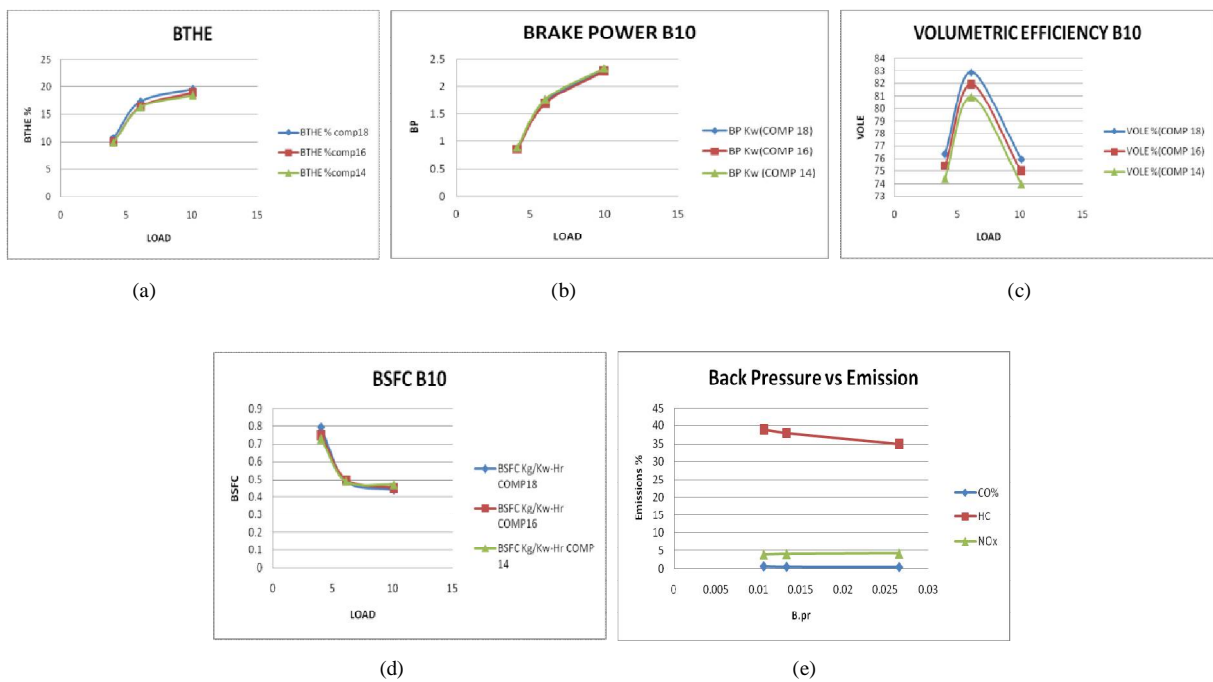 BTHE
25
20
15
10
5
0
0 5 10 15
BTHE %
LOAD
BTHE % comp18
BTHE %comp16
BTHE %comp14
(a)
BRAKE POWER B10
2.5
2
1.5
1
0.5
0
0 5 10 15
BP
LOAD
BP Kw(COMP 18)
BP Kw(COMP 16)
BP Kw (COMP 14)
(b)
VOLUMETRIC EFFICIENCY B10
84
83
82
81
80
79
78
77
76
75
74
73
0 5 10 15
VOLE
LOAD
VOLE %(COMP 18)
VOLE %(COMP 16)
VOLE %(COMP 14)
(c)
BSFC B10
0.9
0.8
0.7
0.6
0.5
0.4
0.3
0.2
0.1
0
0 5 10 15
BSFC
LOAD
BSFC Kg/Kw-Hr
COMP18
BSFC Kg/Kw-Hr
COMP16
BSFC Kg/Kw-Hr COMP
14
(d)
Back Pressure vs Emission
45
40
35
30
25
20
15
10
5
0
0 0.005 0.01 0.015 0.02 0.025 0.03
Emissions %
B.pr
CO%
HC
NOx
(e)